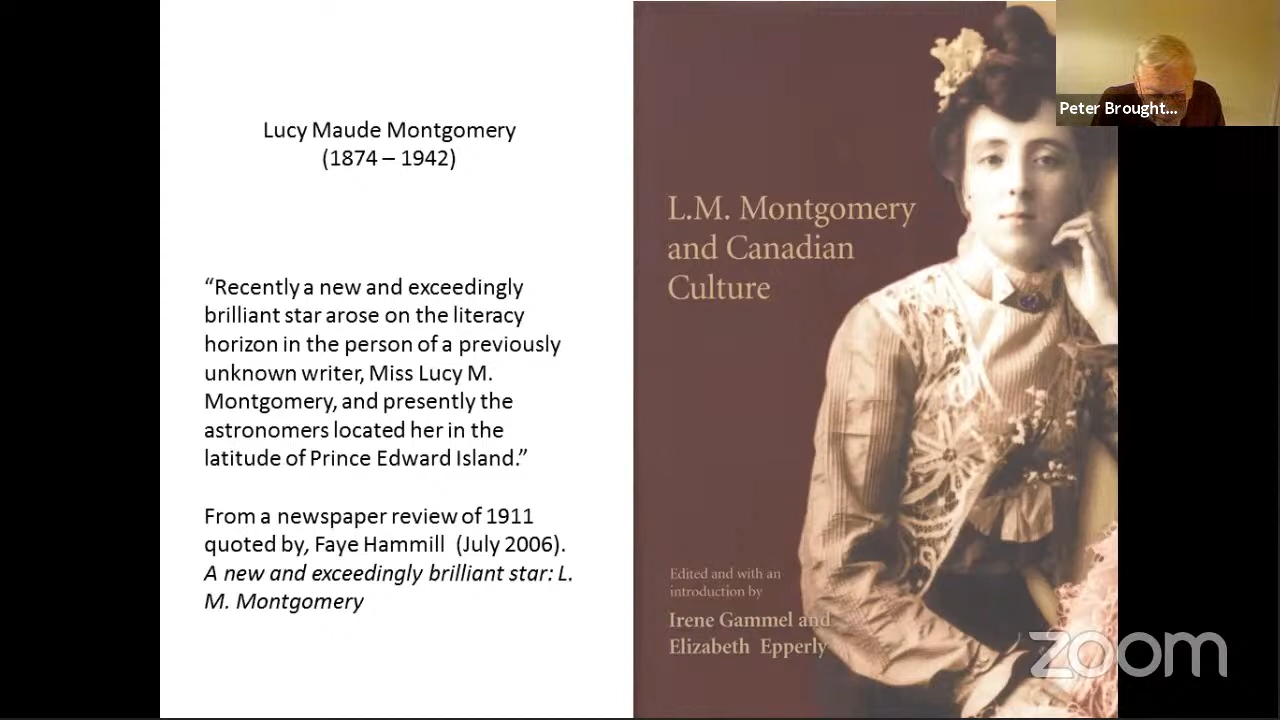 Lucy Maude Montgomery
(1874 – 1942)
“Recently a new and exceedingly
brilliant star arose on the literacy
horizon in the person of a previously
unknown writer, Miss Lucy M.
Montgomery, and presently the
astronomers located her in the
latitude of Prince Edward Island.”
From a newspaper review of 1911
quoted by, Faye Hammill (July 2006).
A new and exceedingly brilliant star: L.
M. Montgomery
L.M. Montgomery
and Canadian
Culture
Edited and with an
introduction by
Irene Gammel and
Elizabeth Epperly
Peter Brought...
zoom